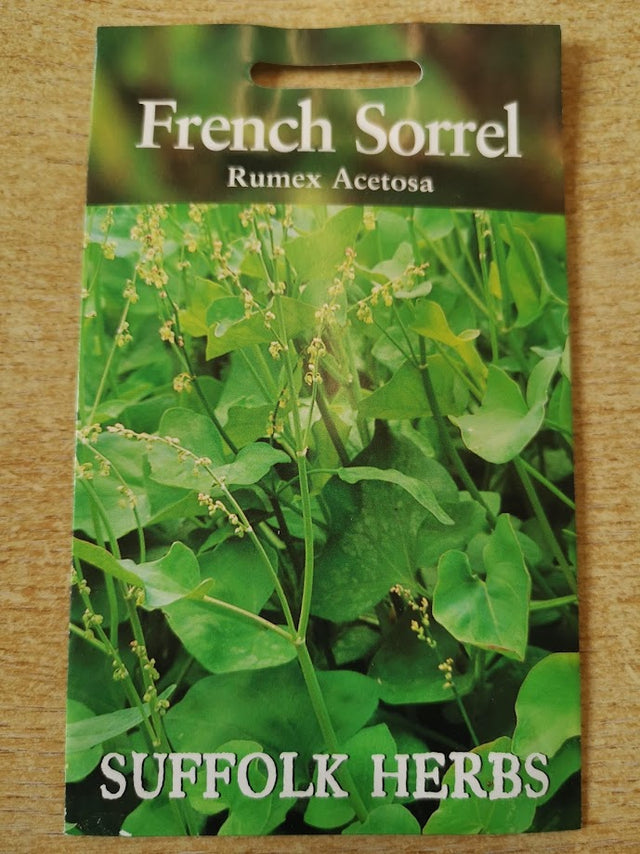 French Sorrel
Rumex Acetosa
SUFFOLK HERBS